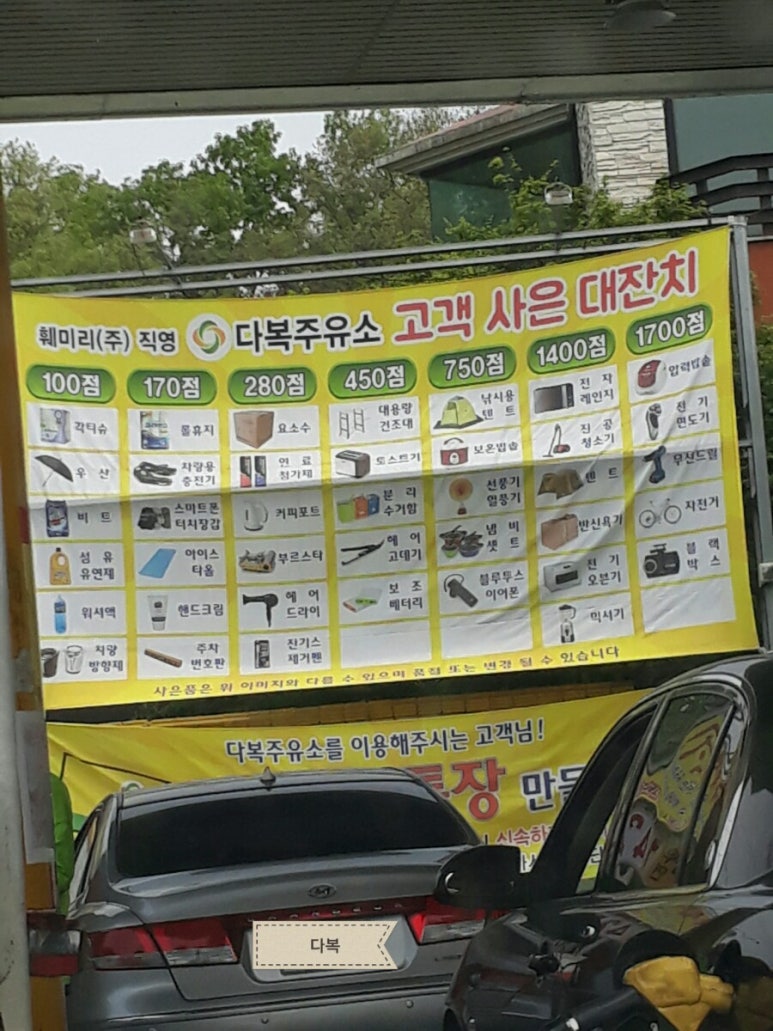 훼미리(주) 직영 다복주유소 고객 사은 대잔치
100점 170점 280점 450점 750점 1400점 1700점
각티슈 롤휴지 요소수 대용량 건조대 낚시용 텐트 전자 레인지 압력밥솥
우산 차량용 충전기 연료 첨가제 토스트기 보온밥솥 진공 청소기 전기 면도기
비트 스마트폰 터치장갑 커피포트 분리 수거함 선풍기 열풍기 텐트 무선드릴
섬유 유연제 아이스 타올 부르스타 헤어 고데기 냄비 셋트 반신욕기 자전거
워셔액 핸드크림 헤어 드라이 보조 배터리 블루투스 이어폰 전기 오븐기 블랙 박스
차량 방향제 주차 번호판 잔기스 제거펜 믹서기
사은품은 위 이미지와 다를 수 있으며 품절 또는 변경 될 수 있습니다
다복주유소를 이용해주시는 고객님!
통장 만들
신속하
다복